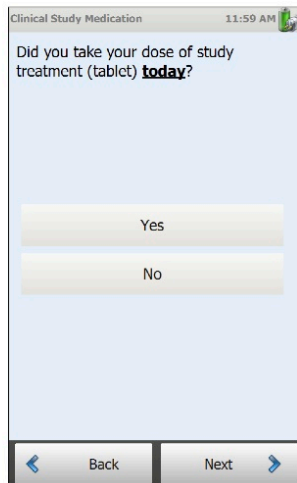 Clinical Study Medication 11:59 AM
Did you take your dose of study
treatment (tablet) today?
Yes
No
Back Next